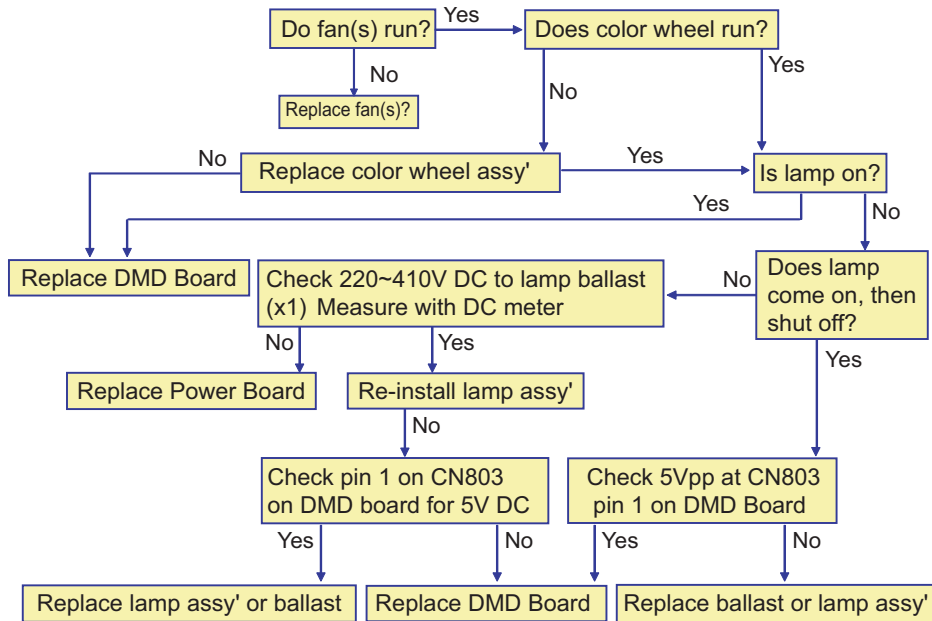 Do fan(s) run?
Yes
Does color wheel run?
No
No
Yes
Replace fan(s)?
No
Replace color wheel assy'
Yes
Is lamp on?
Yes
No
Replace DMD Board
Check 220~410V DC to lamp ballast
(x1) Measure with DC meter
No
Does lamp
come on, then
shut off?
No
Yes
Yes
Replace Power Board
Re-install lamp assy'
No
Check pin 1 on CN803
on DMD board for 5V DC
Check 5Vpp at CN803
pin 1 on DMD Board
Yes
No
Yes
No
Replace lamp assy' or ballast
Replace DMD Board
Replace ballast or lamp assy'